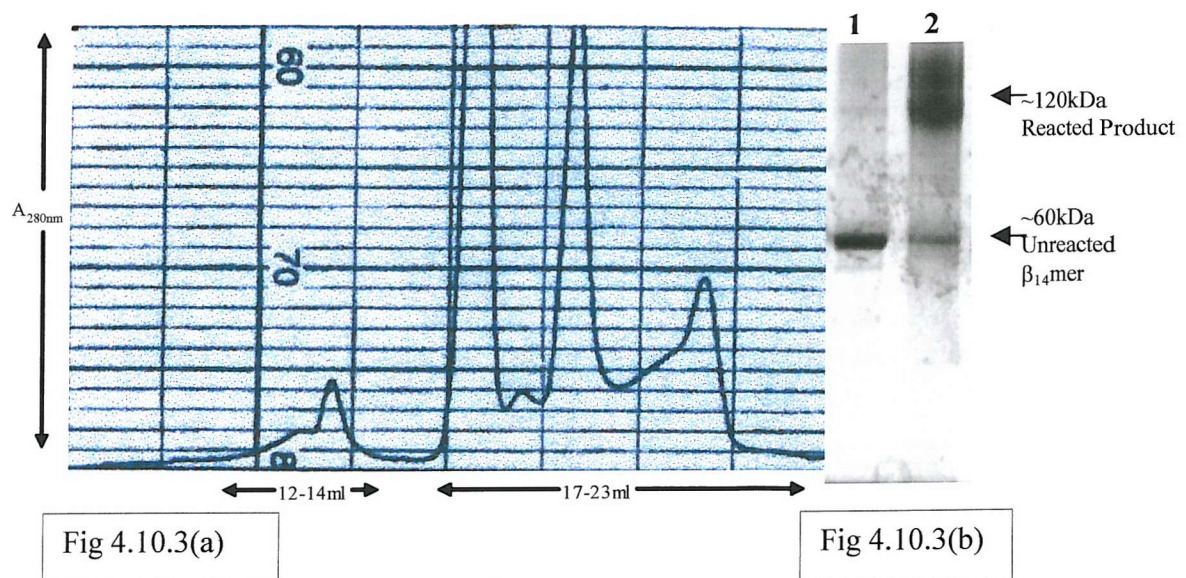 1 2
60
70
8
A280nm
~120kDa
Reacted Product
~60kDa
Unreacted
β14mer
12-14ml
17-23ml
Fig 4.10.3(a)
Fig 4.10.3(b)